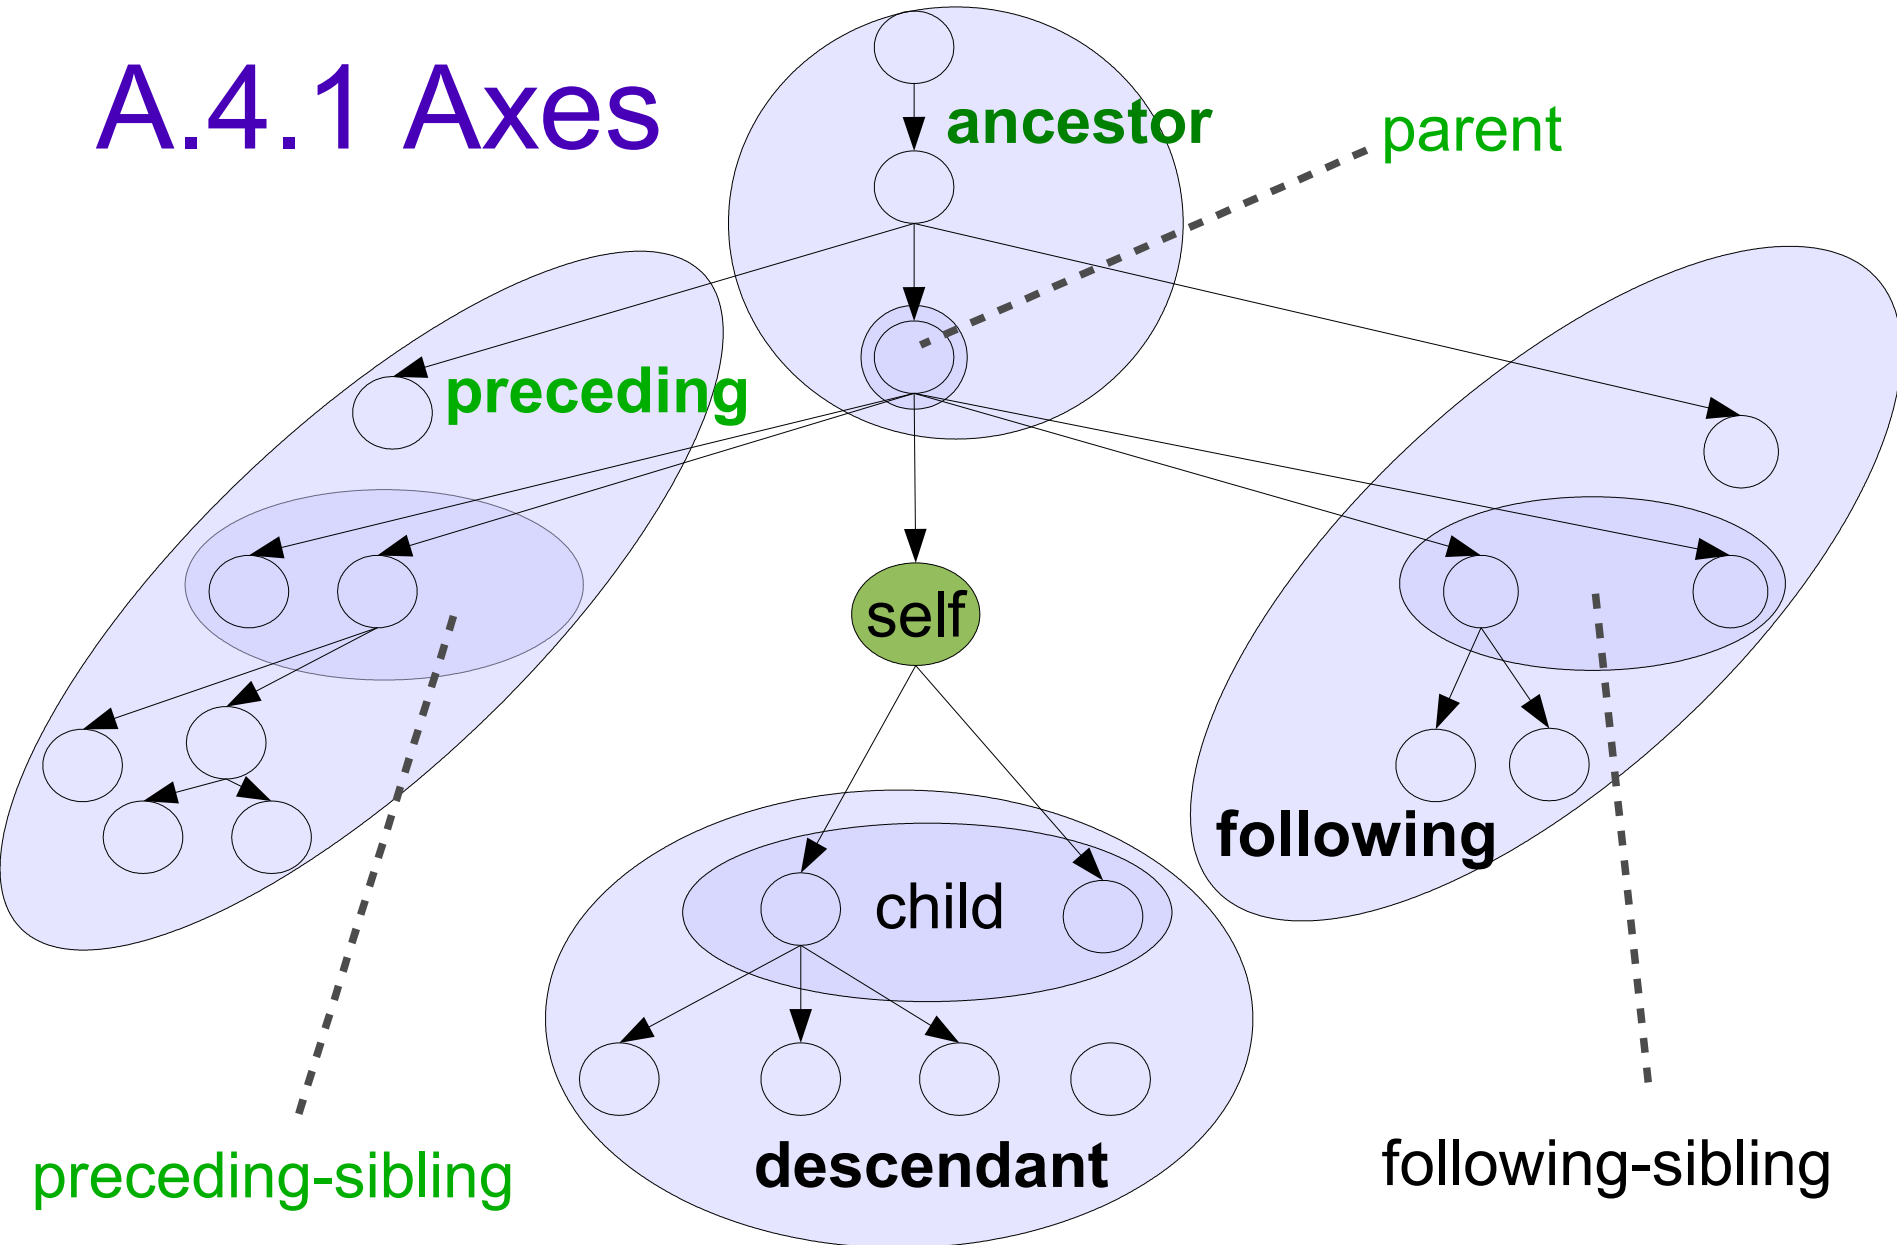 A.4.1 Axes
ancestor
parent
preceding
self
following
child
descendant
preceding-sibling
following-sibling